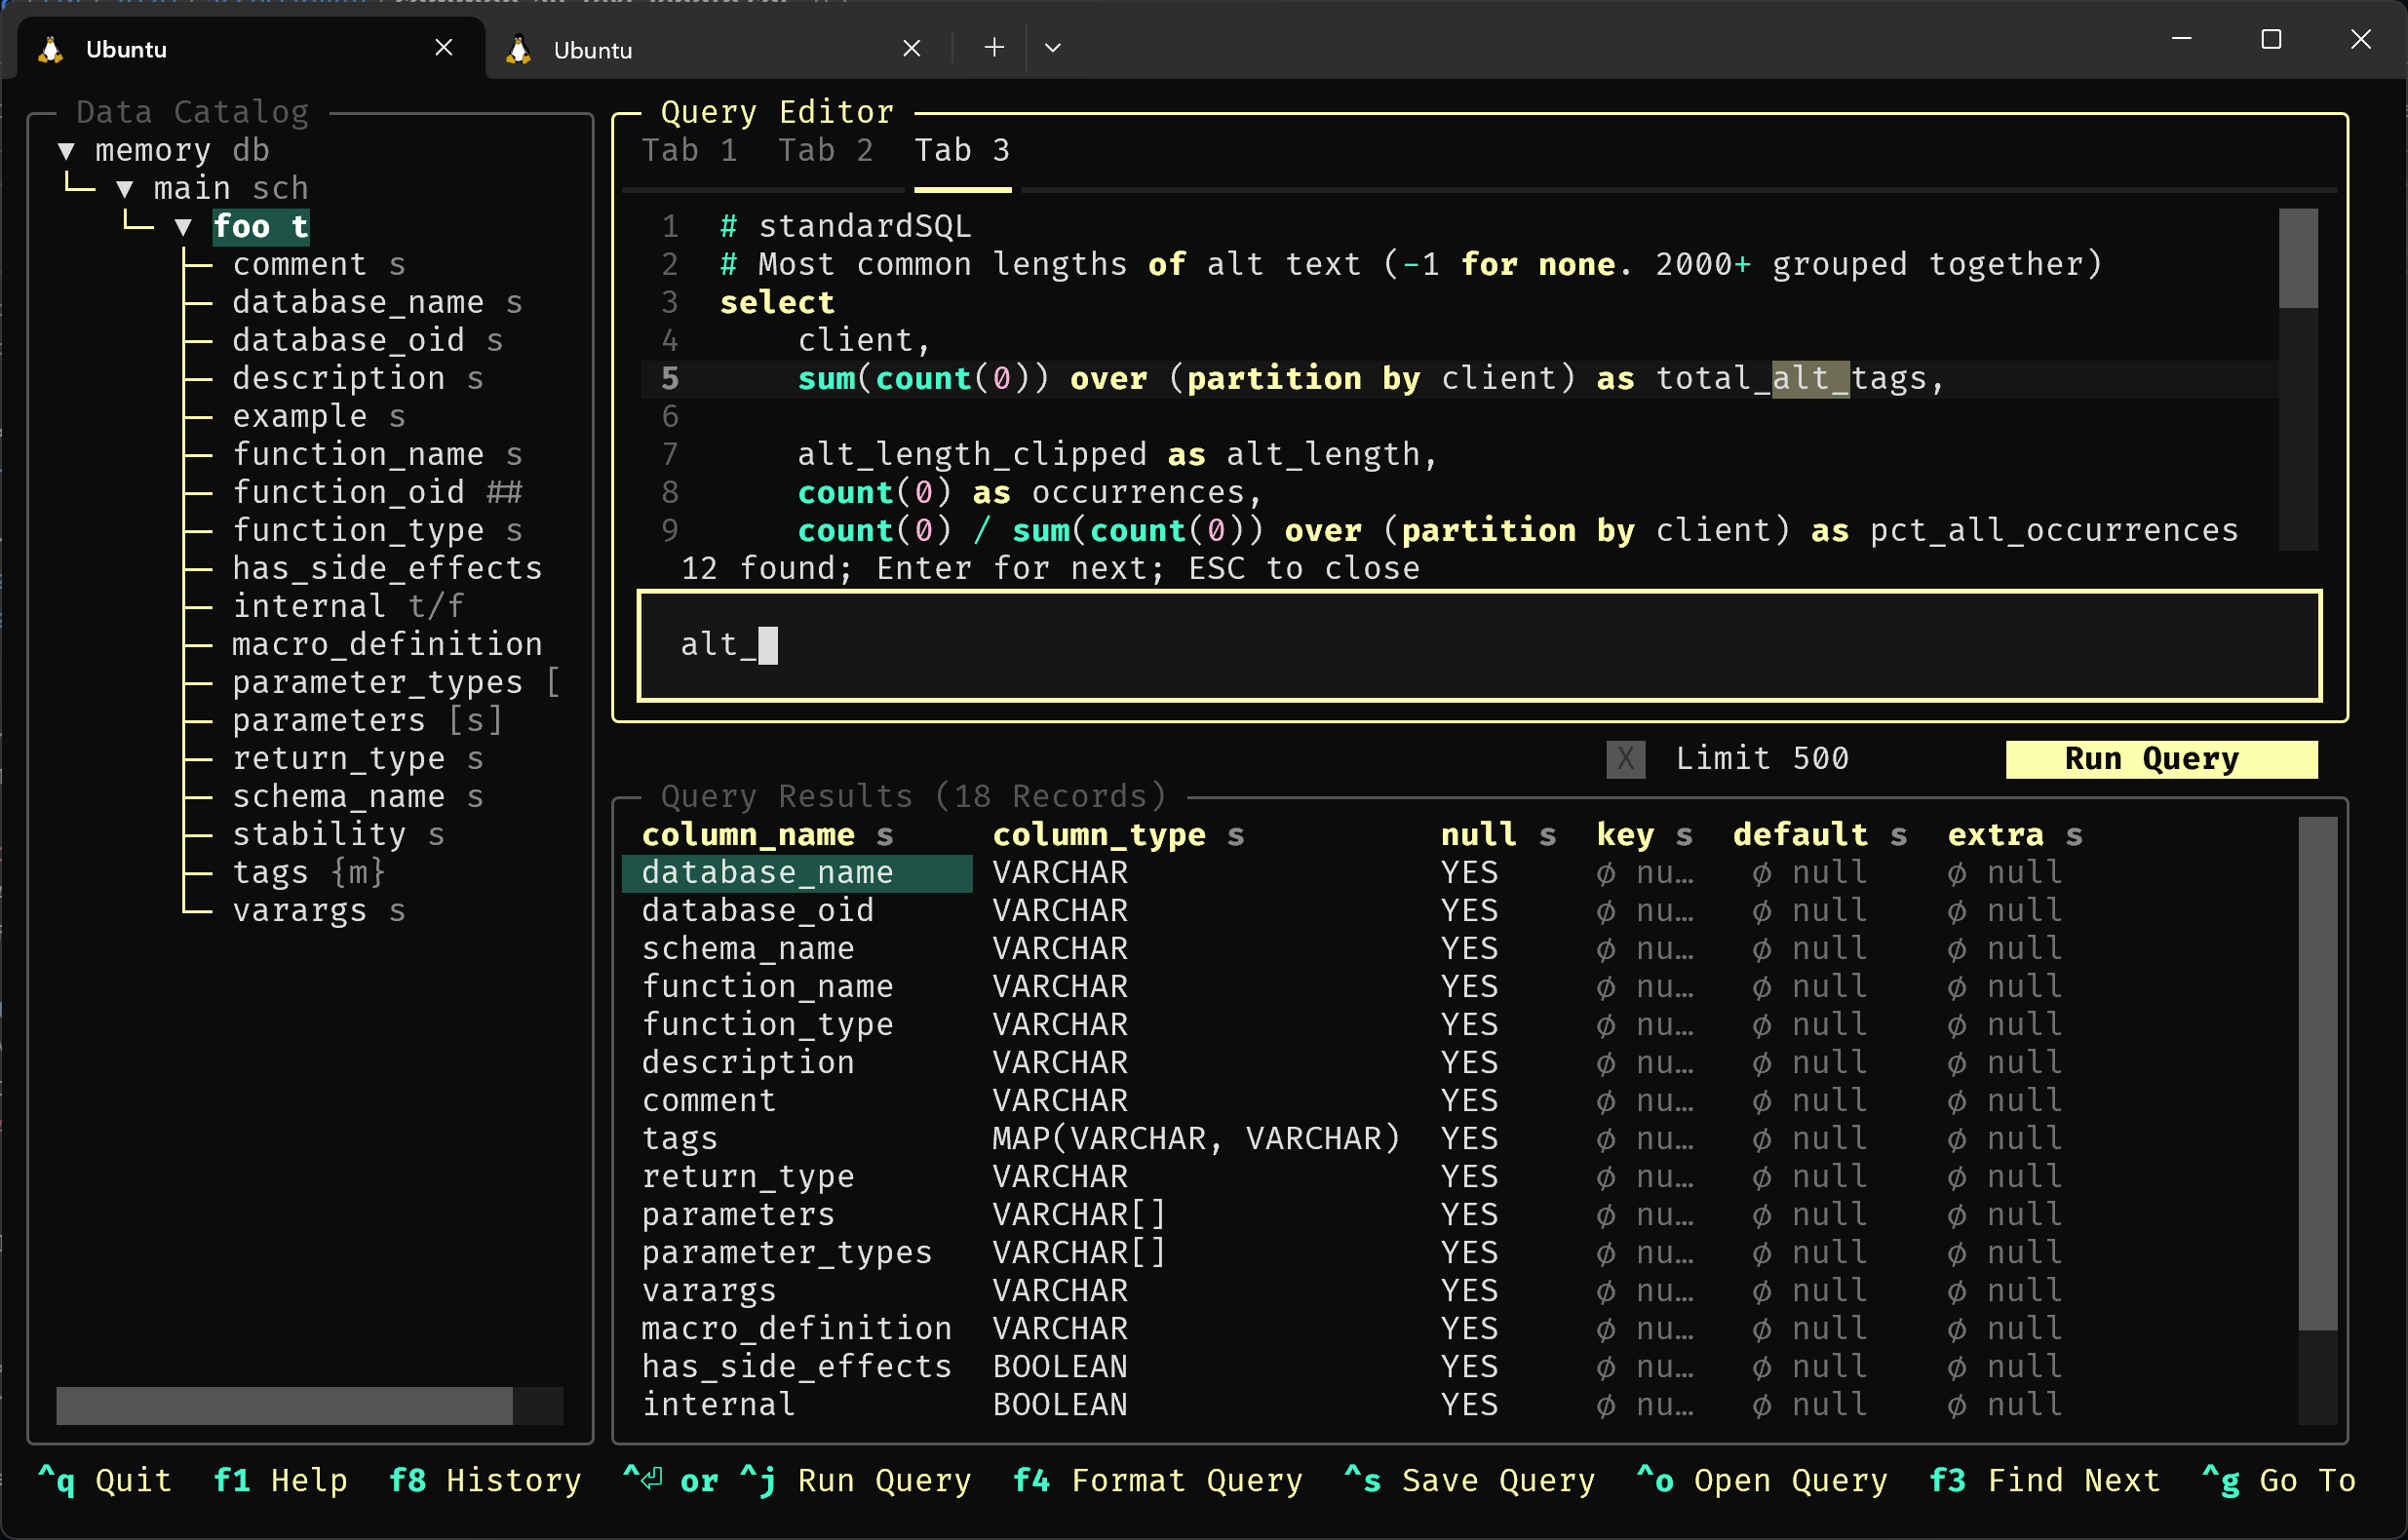 Ubuntu
Ubuntu
Data Catalog
▼ memory db
▼ main sch
▼ foo t
comment s
database_name s
database_oid s
description s
example s
function_name s
function_oid ##
function_type s
has_side_effects
internal t/f
macro_definition
parameter_types [
parameters [s]
return_type s
schema_name s
stability s
tags {m}
varargs s
Query Editor
Tab 1 Tab 2 Tab 3
1 # standardSQL
2 # Most common lengths of alt text (-1 for none. 2000+ grouped together)
3 select
4 client,
5 sum(count(0)) over (partition by client) as total_alt_tags,
6
7 alt_length_clipped as alt_length,
8 count(0) as occurrences,
9 count(0) / sum(count(0)) over (partition by client) as pct_all_occurrences
12 found; Enter for next; ESC to close
alt_
X Limit 500 Run Query
Query Results (18 Records)
column_name s column_type s null s key s default s extra s
database_name VARCHAR YES ∅ nu… ∅ null ∅ null
database_oid VARCHAR YES ∅ nu… ∅ null ∅ null
schema_name VARCHAR YES ∅ nu… ∅ null ∅ null
function_name VARCHAR YES ∅ nu… ∅ null ∅ null
function_type VARCHAR YES ∅ nu… ∅ null ∅ null
description VARCHAR YES ∅ nu… ∅ null ∅ null
comment VARCHAR YES ∅ nu… ∅ null ∅ null
tags MAP(VARCHAR, VARCHAR) YES ∅ nu… ∅ null ∅ null
return_type VARCHAR YES ∅ nu… ∅ null ∅ null
parameters VARCHAR[] YES ∅ nu… ∅ null ∅ null
parameter_types VARCHAR[] YES ∅ nu… ∅ null ∅ null
varargs VARCHAR YES ∅ nu… ∅ null ∅ null
macro_definition VARCHAR YES ∅ nu… ∅ null ∅ null
has_side_effects BOOLEAN YES ∅ nu… ∅ null ∅ null
internal BOOLEAN YES ∅ nu… ∅ null ∅ null
^q Quit f1 Help f8 History ^⏎ or ^j Run Query f4 Format Query ^s Save Query ^o Open Query f3 Find Next ^g Go To